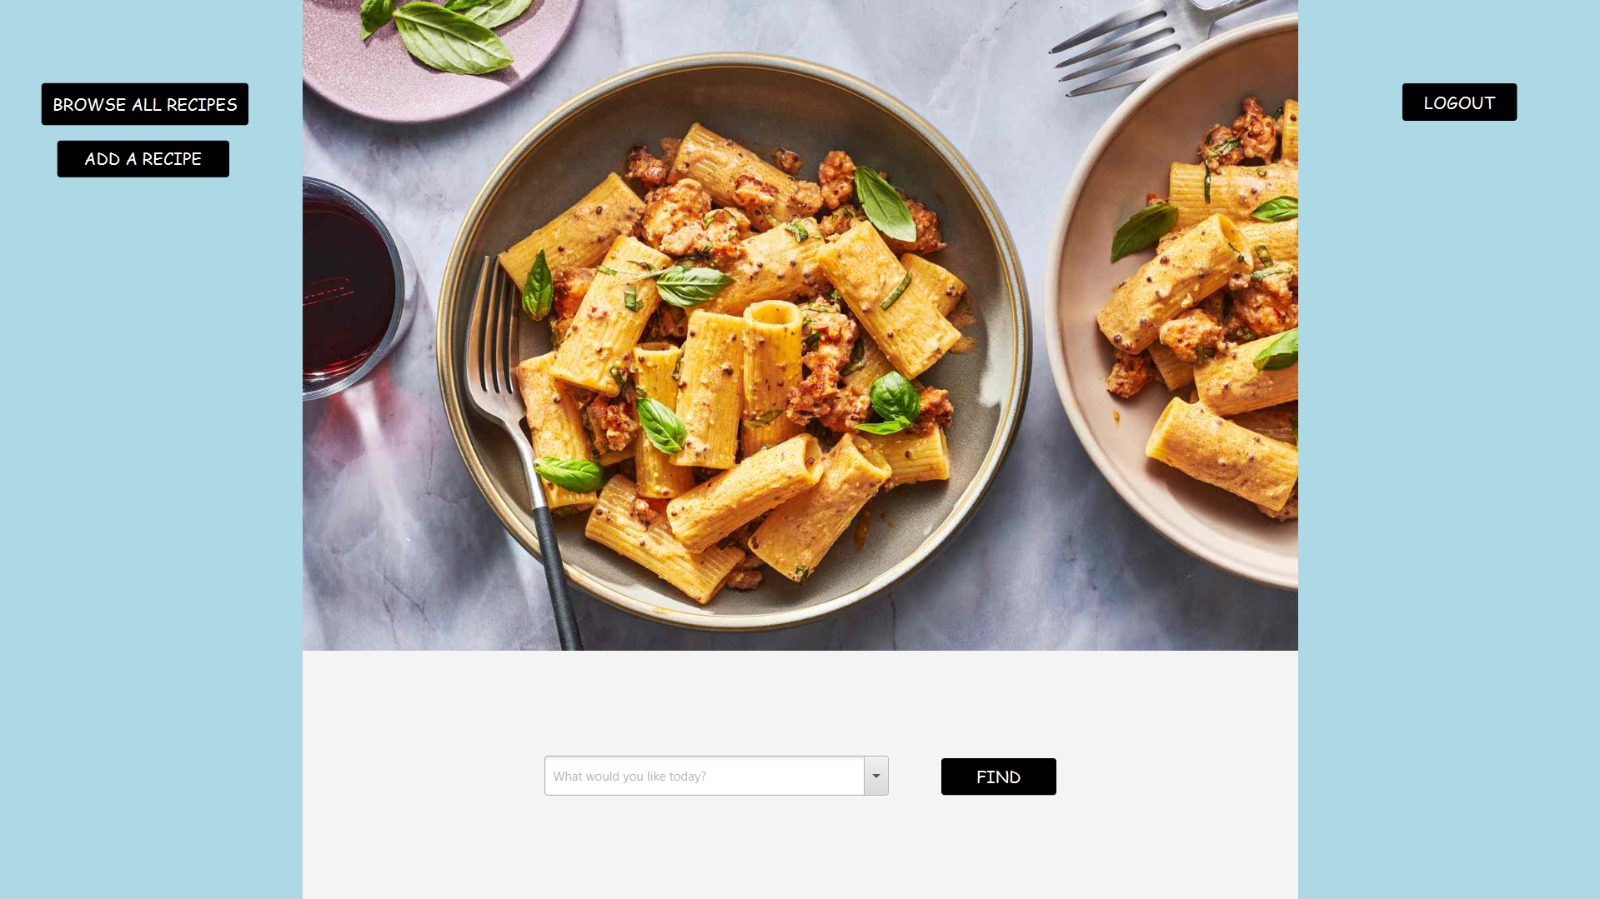 BROWSE ALL RECIPES
ADD A RECIPE
LOGOUT
What would you like today?
FIND